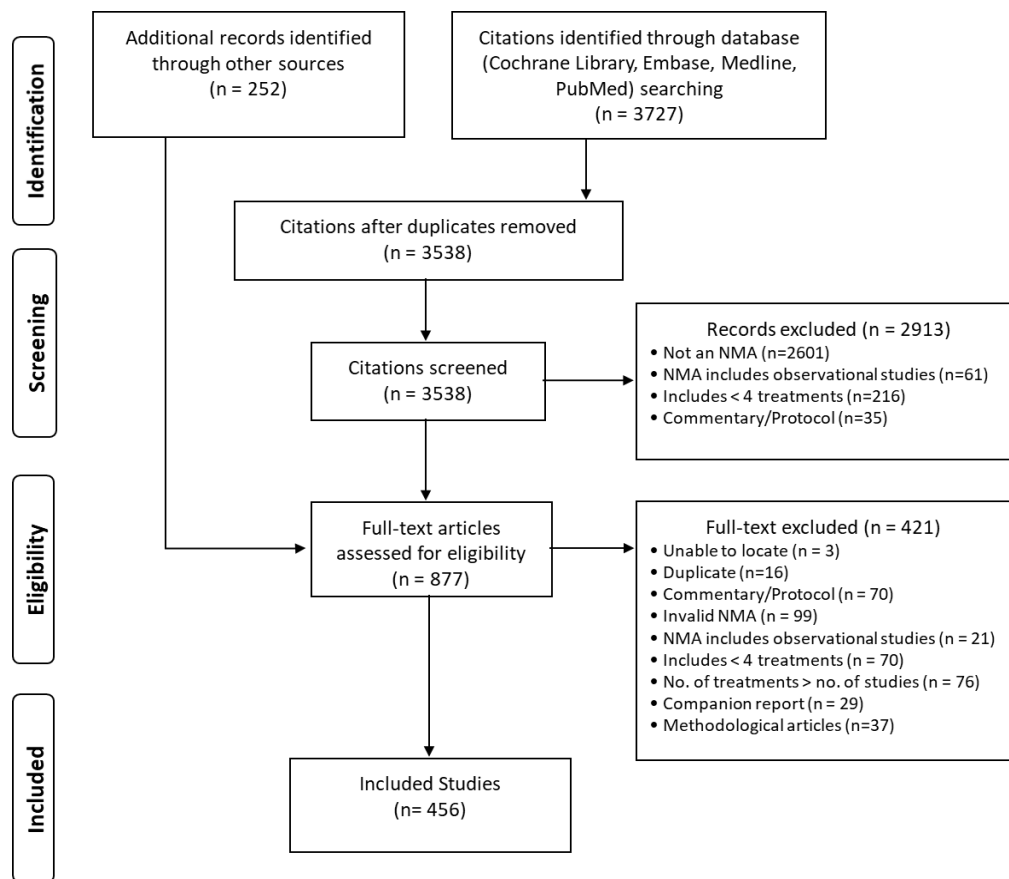 Identification
Additional records identified
through other sources
(n = 252)
Citations identified through database
(Cochrane Library, Embase, Medline,
PubMed) searching
(n = 3727)
Citations after duplicates removed
(n = 3538)
Screening
Citations screened
(n = 3538)
Records excluded (n = 2913)
• Not an NMA (n=2601)
• NMA includes observational studies (n=61)
• Includes < 4 treatments (n=216)
• Commentary/Protocol (n=35)
Eligibility
Full-text articles
assessed for eligibility
(n = 877)
Full-text excluded (n = 421)
• Unable to locate (n = 3)
• Duplicate (n=16)
• Commentary/Protocol (n = 70)
• Invalid NMA (n = 99)
• NMA includes observational studies (n = 21)
• Includes < 4 treatments (n = 70)
• No. of treatments > no. of studies (n = 76)
• Companion report (n = 29)
• Methodological articles (n=37)
Included
Included Studies
(n= 456)